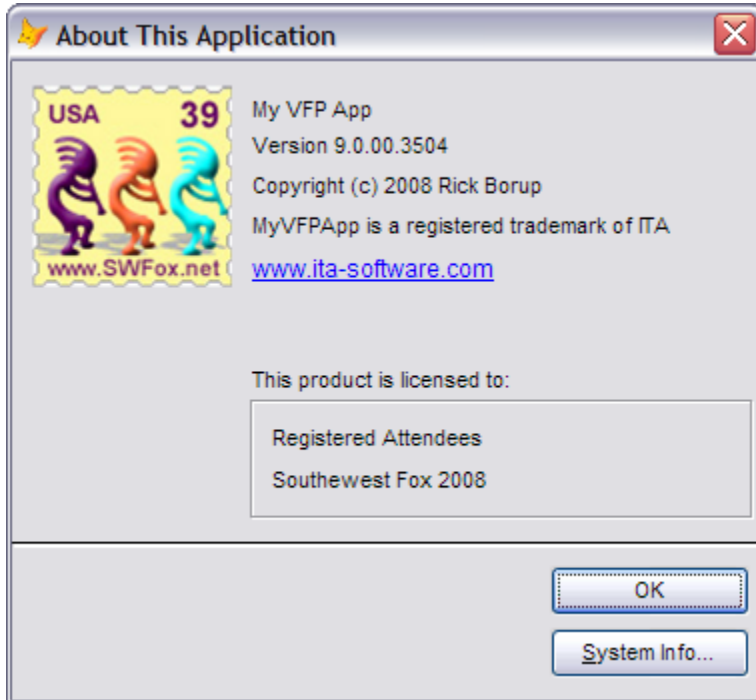 About This Application
USA 39
www.SWFox.net
My VFP App
Version 9.0.00.3504
Copyright (c) 2008 Rick Borup
MyVFPApp is a registered trademark of ITA
www.ita-software.com
This product is licensed to:
Registered Attendees
Southewest Fox 2008
OK
System Info...